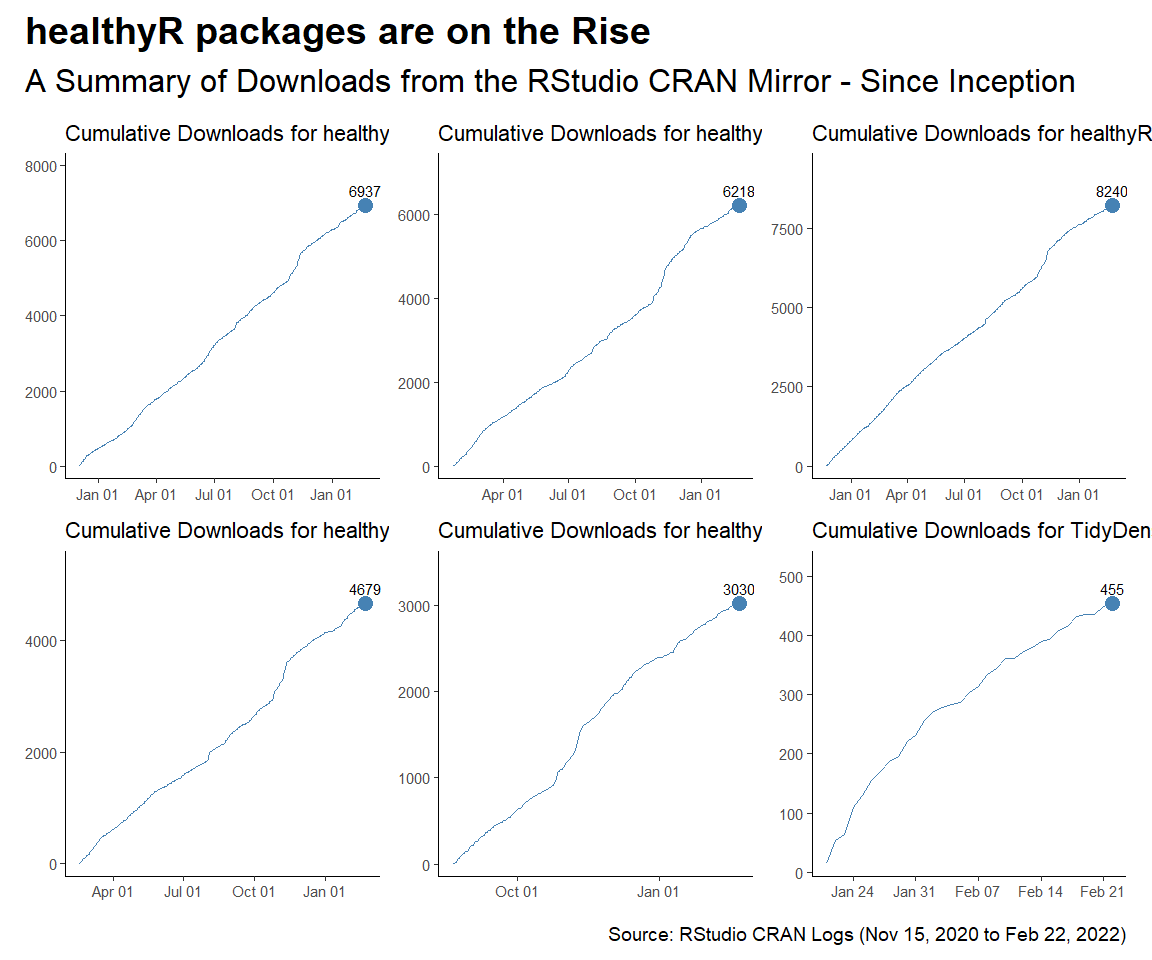 healthyR packages are on the Rise
A Summary of Downloads from the RStudio CRAN Mirror - Since Inception
Cumulative Downloads for healthy
8000
6000
4000
2000
0
6937
Jan 01 Apr 01 Jul 01 Oct 01 Jan 01
Cumulative Downloads for healthy
6000
4000
2000
0
6218
Apr 01 Jul 01 Oct 01 Jan 01
Cumulative Downloads for healthyR
7500
5000
2500
0
8240
Jan 01 Apr 01 Jul 01 Oct 01 Jan 01
Cumulative Downloads for healthy
4000
2000
0
4679
Apr 01 Jul 01 Oct 01 Jan 01
Cumulative Downloads for healthy
3000
2000
1000
0
3030
Oct 01 Jan 01
Cumulative Downloads for TidyDen
500
400
300
200
100
0
455
Jan 24 Jan 31 Feb 07 Feb 14 Feb 21
Source: RStudio CRAN Logs (Nov 15, 2020 to Feb 22, 2022)